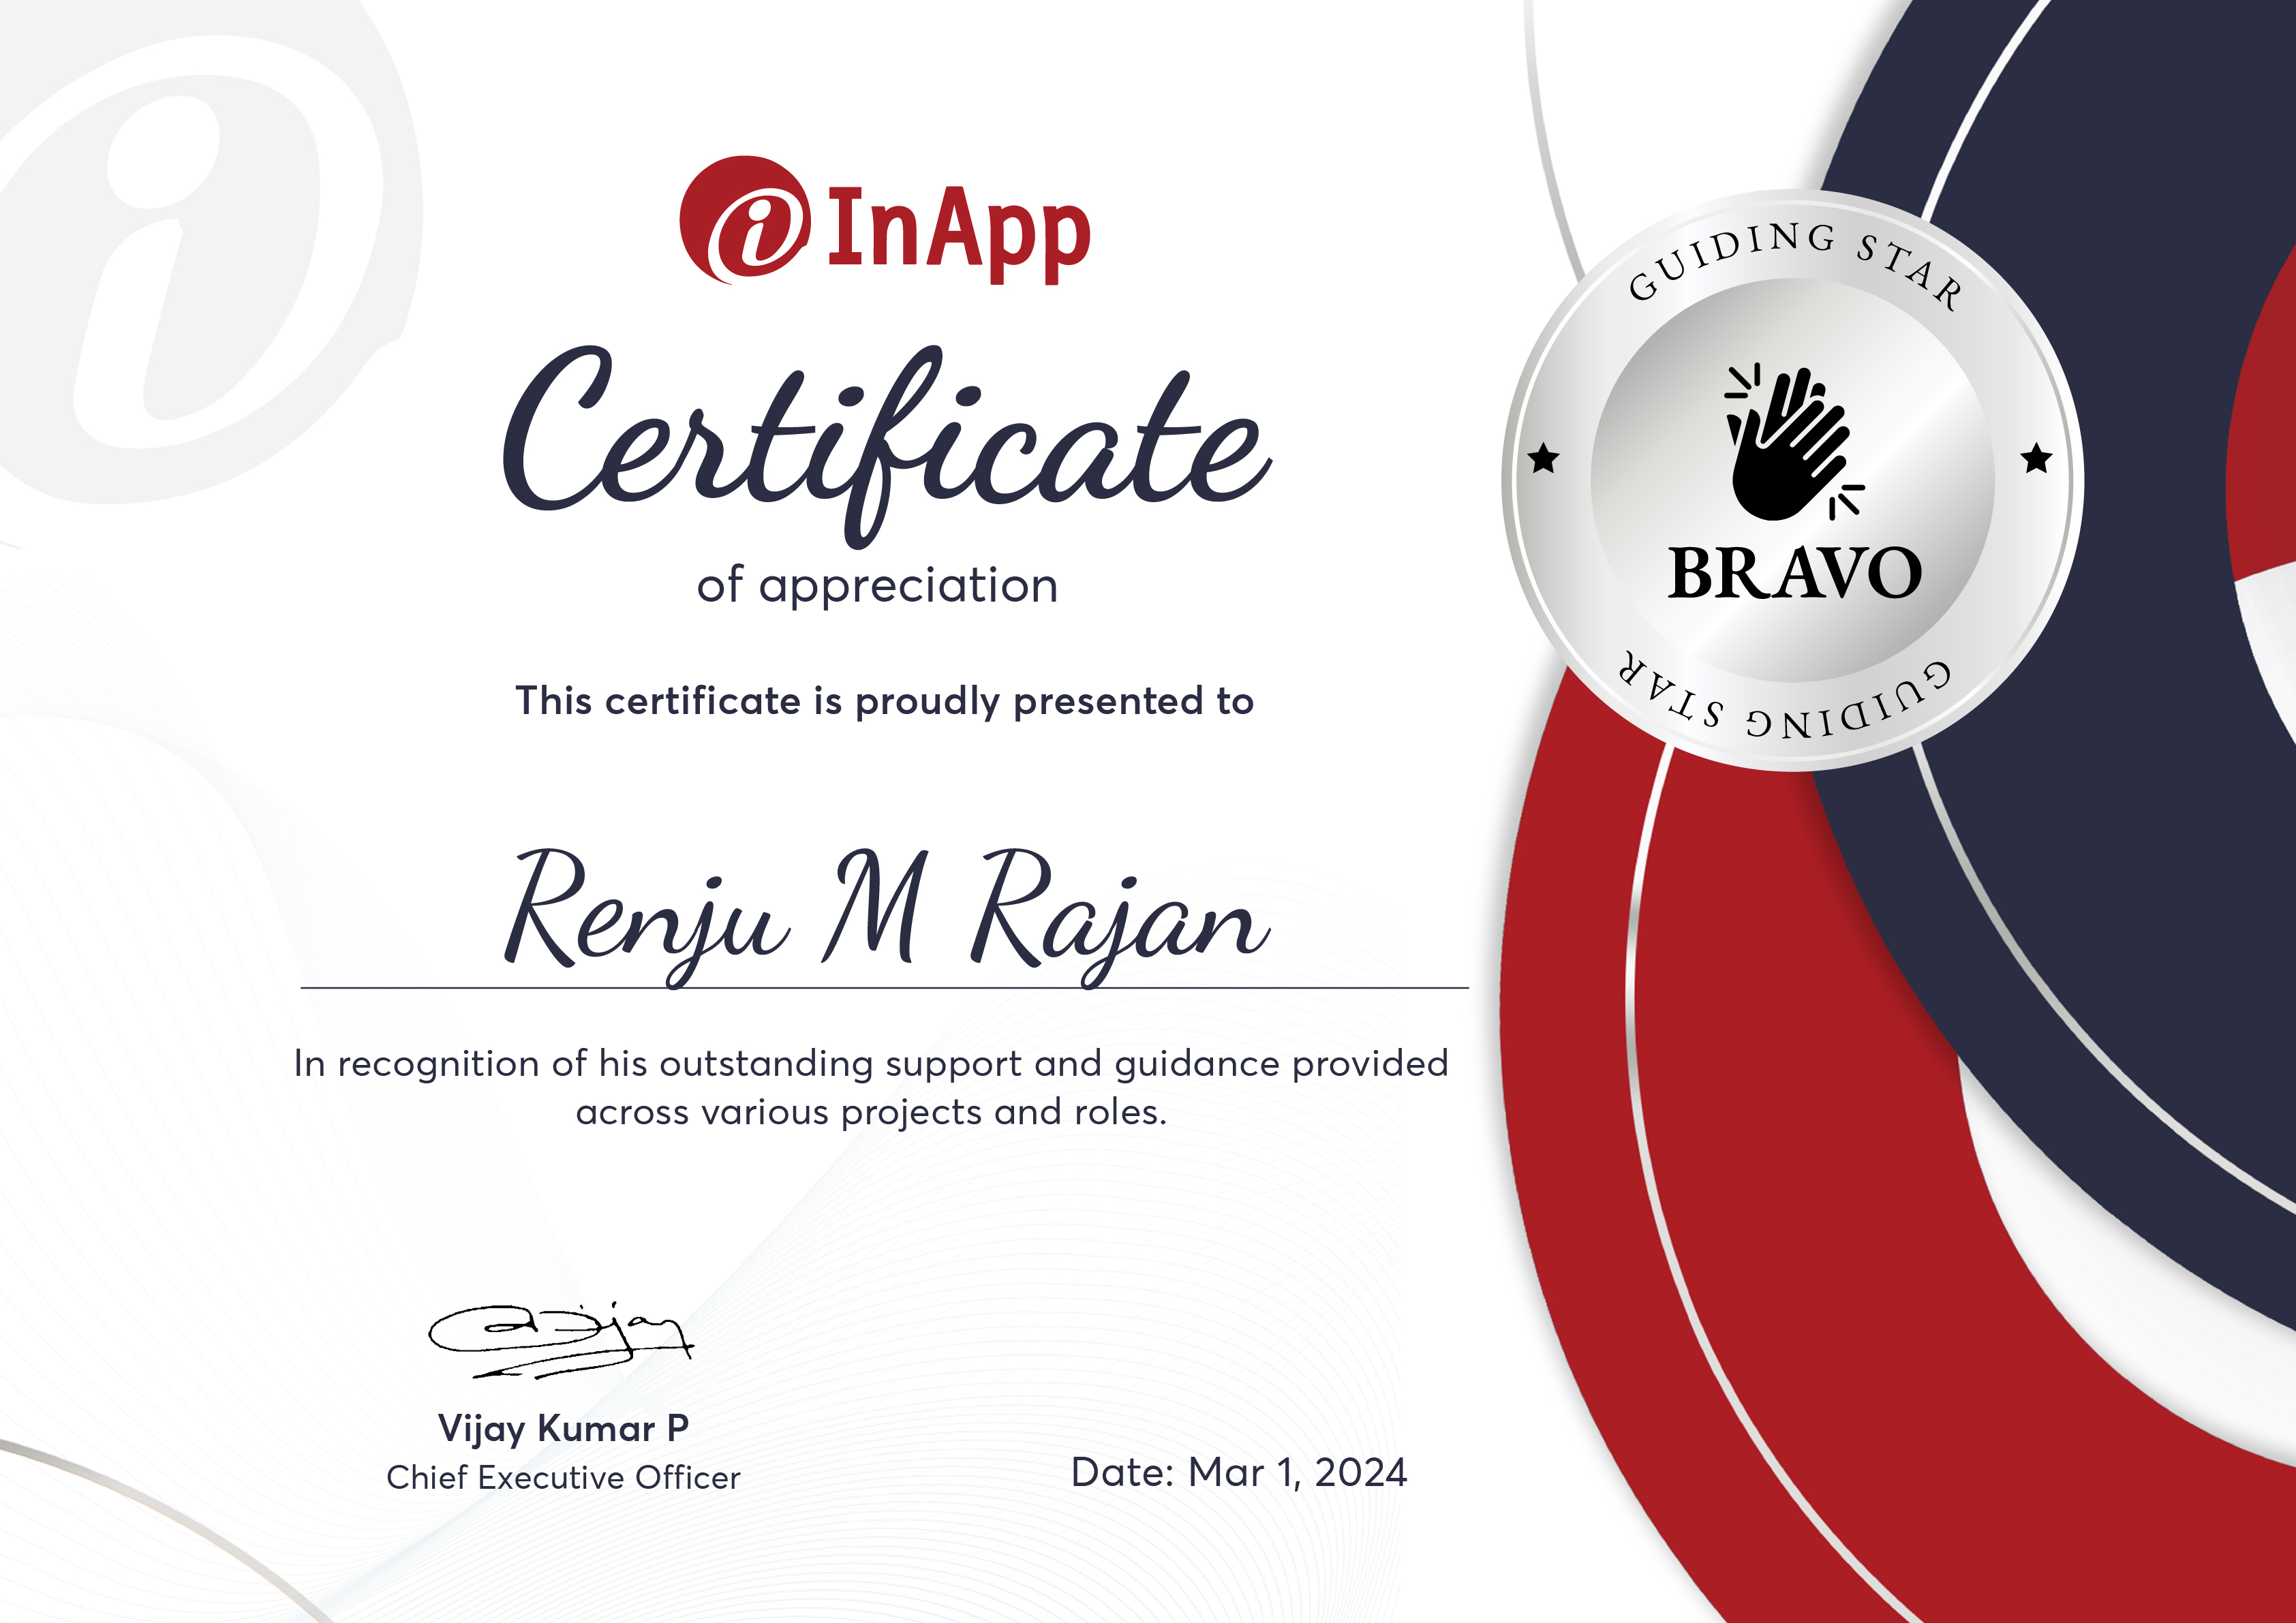 InApp
Certificate
of appreciation
This certificate is proudly presented to
Renju M Rajan
In recognition of his outstanding support and guidance provided
across various projects and roles.
Vijay
Vijay Kumar P
Chief Executive Officer
Date: Mar 1, 2024
GUIDING STAR
BRAVO
GUIDING STAR